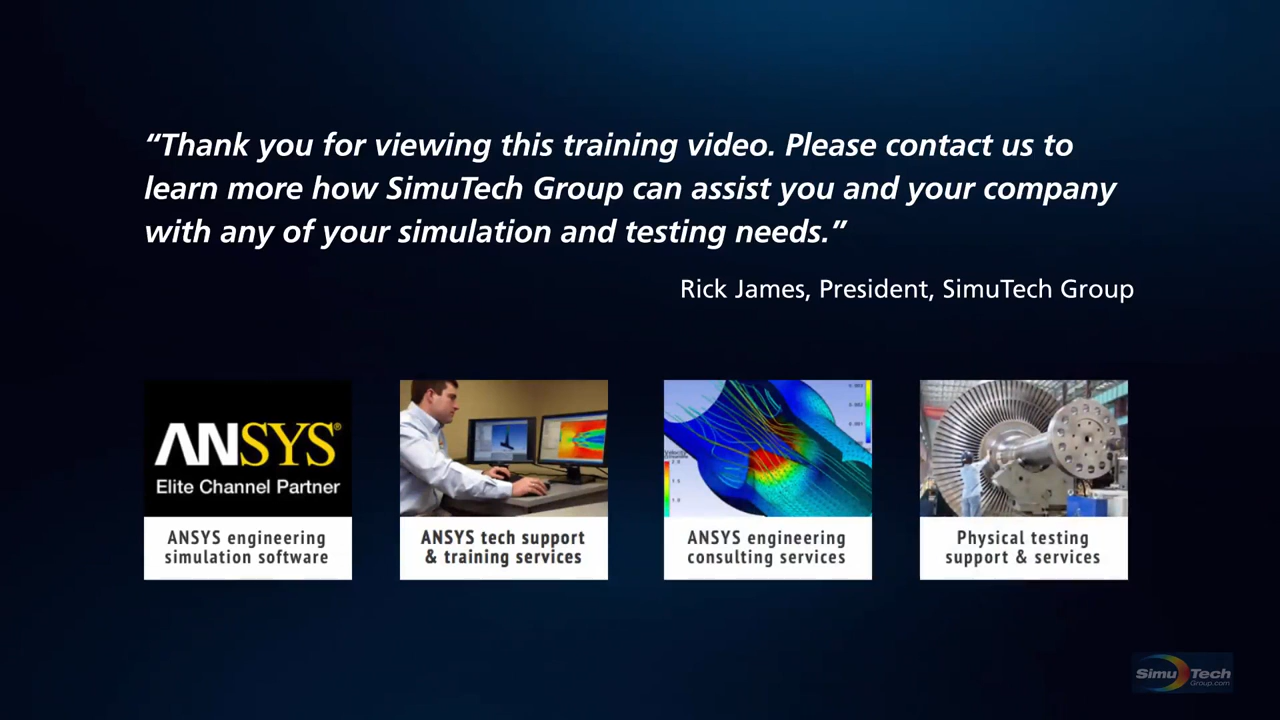 “Thank you for viewing this training video. Please contact us to
learn more how SimuTech Group can assist you and your company
with any of your simulation and testing needs.”
Rick James, President, SimuTech Group
ANSYS®
Elite Channel Partner
ANSYS engineering
simulation software
ANSYS tech support
& training services
Velocity
ANSYS engineering
consulting services
Physical testing
support & services
SimuTech
Group.com